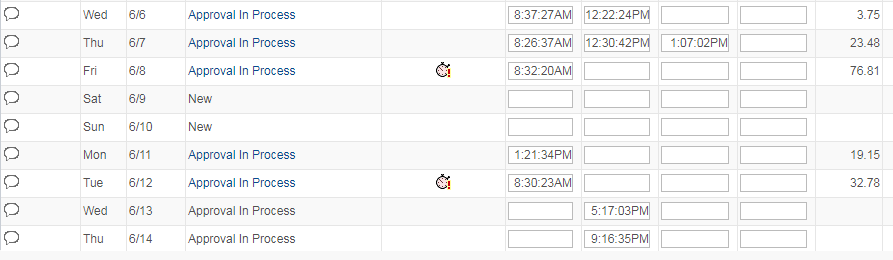 Wed 6/6 Approval In Process 8:37:27AM 12:22:24PM 3.75
Thu 6/7 Approval In Process 8:26:37AM 12:30:42PM 1:07:02PM 23.48
Fri 6/8 Approval In Process 8:32:20AM 76.81
Sat 6/9 New
Sun 6/10 New
Mon 6/11 Approval In Process 1:21:34PM 19.15
Tue 6/12 Approval In Process 8:30:23AM 32.78
Wed 6/13 Approval In Process 5:17:03PM
Thu 6/14 Approval In Process 9:16:35PM